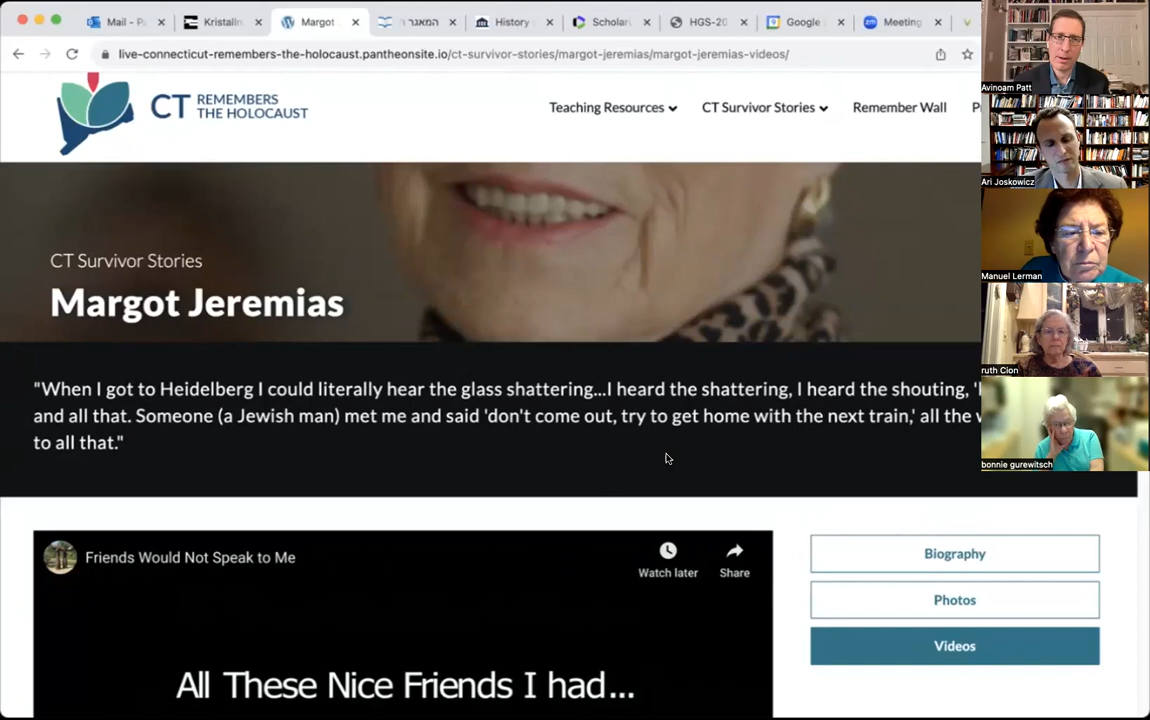 Mail - P
Kristalln
Margot
המאגר ר
History
Scholar
HGS-20
Google
Meeting
live-connecticut-remembers-the-holocaust.pantheonsite.io/ct-survivor-stories/margot-jeremias/margot-jeremias-videos/
CT REMEMBERS
THE HOLOCAUST
Teaching Resources
CT Survivor Stories
Remember Wall
P
CT Survivor Stories
Margot Jeremias
"When I got to Heidelberg I could literally hear the glass shattering...I heard the shattering, I heard the shouting, '
and all that. Someone (a Jewish man) met me and said 'don't come out, try to get home with the next train,' all the
to all that."
Friends Would Not Speak to Me
Watch later
Share
All These Nice Friends I had...
Biography
Photos
Videos
Avinoam Patt
Ari Joskowicz
Manuel Lerman
ruth Cion
bonnie gurewitsch
zm